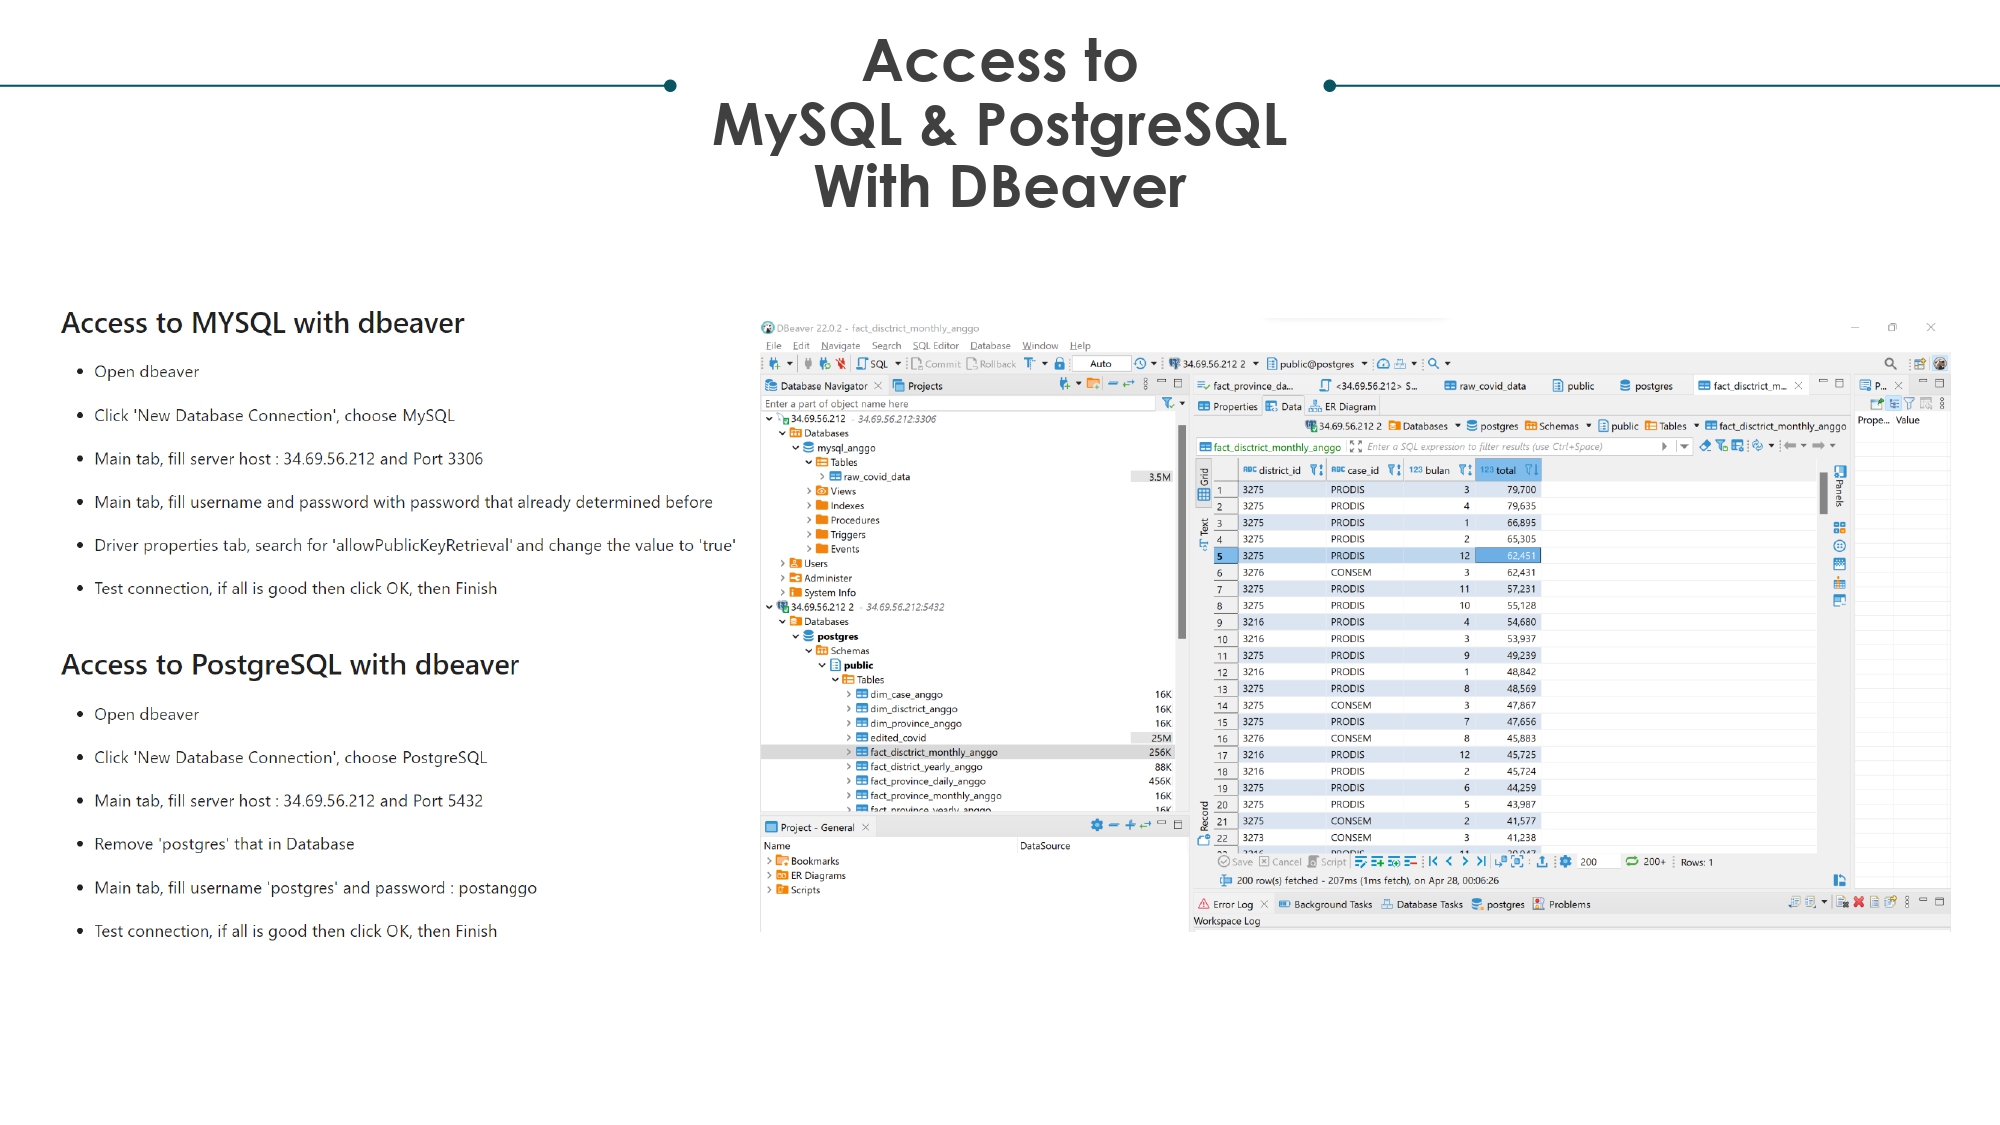 Access to
MySQL & PostgreSQL
With DBeaver
Access to MYSQL with dbeaver
Open dbeaver
Click 'New Database Connection', choose MySQL
Main tab, fill server host : 34.69.56.212 and Port 3306
Main tab, fill username and password with password that already determined before
Driver properties tab, search for 'allowPublicKeyRetrieval' and change the value to 'true'
Test connection, if all is good then click OK, then Finish
Access to PostgreSQL with dbeaver
Open dbeaver
Click 'New Database Connection', choose PostgreSQL
Main tab, fill server host : 34.69.56.212 and Port 5432
Remove 'postgres' that in Database
Main tab, fill username 'postgres' and password : postanggo
Test connection, if all is good then click OK, then Finish
DBeaver 22.0.2 - fact_disctrict_monthly_anggo
File Edit Navigate Search SQL Editor Database Window Help
SQL Commit Rollback Auto 34.69.56.212 2 public@postgres
Database Navigator Projects
Enter a part of object name here
34.69.56.212 - 34.69.56.212:3306
Databases
mysql_anggo
Tables
raw_covid_data 3.5M
Views
Indexes
Procedures
Triggers
Events
Users
Administer
System Info
34.69.56.212 2 - 34.69.56.212:5432
Databases
postgres
Schemas
public
Tables
dim_case_anggo 16K
dim_disctrict_anggo 16K
dim_province_anggo 16K
edited_covid 25M
fact_disctrict_monthly_anggo 256K
fact_district_yearly_anggo 88K
fact_province_daily_anggo 456K
fact_province_monthly_anggo 16K
fact_province_yearly_anggo 16K
Project - General
Name DataSource
Bookmarks
ER Diagrams
Scripts
fact_province_da... <34.69.56.212> S... raw_covid_data public postgres fact_disctrict_m... P...
Properties Data ER Diagram
34.69.56.212 2 Databases postgres Schemas public Tables fact_disctrict_monthly_anggo
Prope... Value
fact_disctrict_monthly_anggo Enter a SQL expression to filter results (use Ctrl+Space)
Grid
Text
Record
Panels
ABC district_id ABC case_id 123 bulan 123 total
1 3275 PRODIS 3 79,700
2 3275 PRODIS 4 79,635
3 3275 PRODIS 1 66,895
4 3275 PRODIS 2 65,305
5 3275 PRODIS 12 62,451
6 3276 CONSEM 3 62,431
7 3275 PRODIS 11 57,231
8 3275 PRODIS 10 55,128
9 3216 PRODIS 4 54,680
10 3216 PRODIS 3 53,937
11 3275 PRODIS 9 49,239
12 3216 PRODIS 1 48,842
13 3275 PRODIS 8 48,569
14 3275 CONSEM 3 47,867
15 3275 PRODIS 7 47,656
16 3276 CONSEM 8 45,883
17 3216 PRODIS 12 45,725
18 3216 PRODIS 2 45,724
19 3275 PRODIS 6 44,259
20 3275 PRODIS 5 43,987
21 3275 CONSEM 2 41,577
22 3273 CONSEM 3 41,238
Save Cancel Script 200 200+ Rows: 1
200 row(s) fetched - 207ms (1ms fetch), on Apr 28, 00:06:26
Error Log Background Tasks Database Tasks postgres Problems
Workspace Log